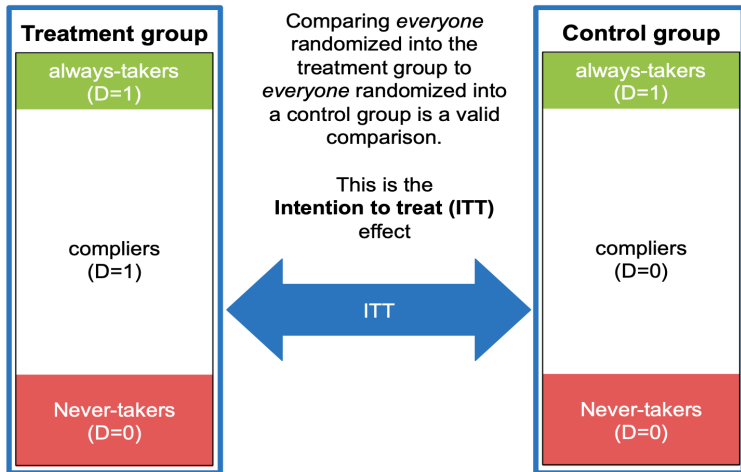 Treatment group
always-takers
(D=1)
compliers
(D=1)
Never-takers
(D=0)
Comparing everyone
randomized into the
treatment group to
everyone randomized into
a control group is a valid
comparison.
This is the
Intention to treat (ITT)
effect
ITT
Control group
always-takers
(D=1)
compliers
(D=0)
Never-takers
(D=0)